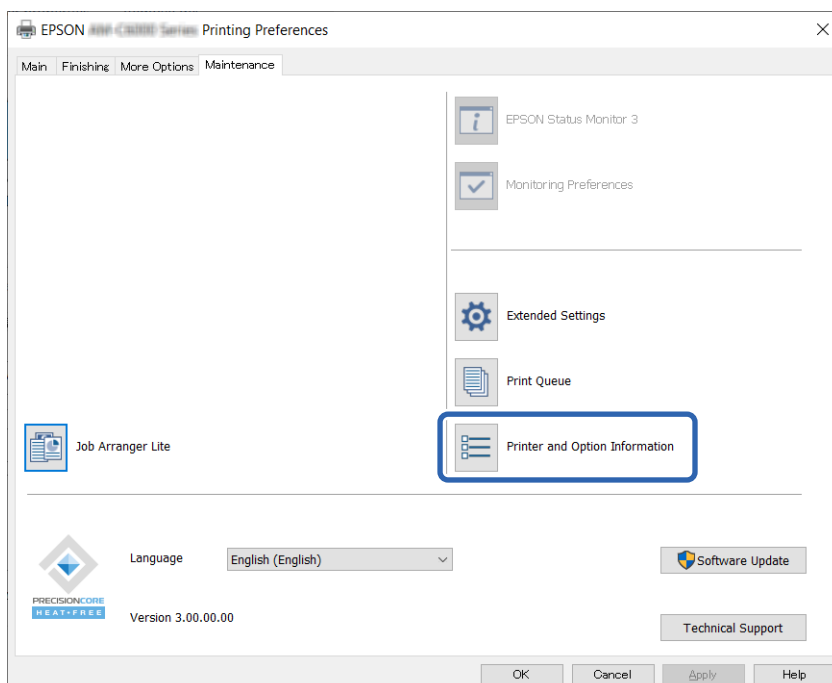 EPSON Printing Preferences
Main Finishing More Options Maintenance
EPSON Status Monitor 3
Monitoring Preferences
Extended Settings
Print Queue
Job Arranger Lite
Printer and Option Information
Language
English (English)
Software Update
PRECISIONCORE
HEAT-FREE
Version 3.00.00.00
Technical Support
OK Cancel Apply Help